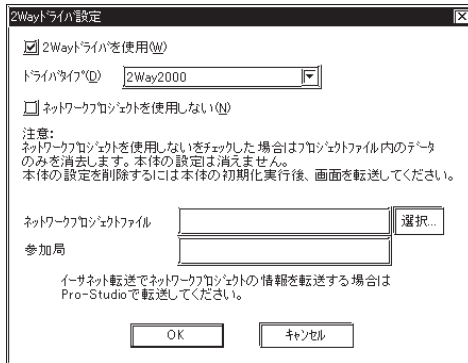 2Wayﾄﾞﾗｲﾊﾞ設定
2Wayﾄﾞﾗｲﾊﾞを使用(W)
ﾄﾞﾗｲﾊﾞﾀｲﾌﾟ(D) 2Way2000
ﾈｯﾄﾜｰｸﾌﾟﾛｼﾞｪｸﾄを使用しない(N)
注意:
ﾈｯﾄﾜｰｸﾌﾟﾛｼﾞｪｸﾄを使用しないをﾁｪｯｸした場合はﾌﾟﾛｼﾞｪｸﾄﾌｧｲﾙ内のﾃﾞｰﾀ
のみを消去します。本体の設定は消えません。
本体の設定を削除するには本体の初期化実行後、画面を転送してください。
ﾈｯﾄﾜｰｸﾌﾟﾛｼﾞｪｸﾄﾌｧｲﾙ 選択...
参加局
ｲｰｻﾈｯﾄ転送でﾈｯﾄﾜｰｸﾌﾟﾛｼﾞｪｸﾄの情報を転送する場合は
Pro-Studioで転送してください。
OK ｷｬﾝｾﾙ